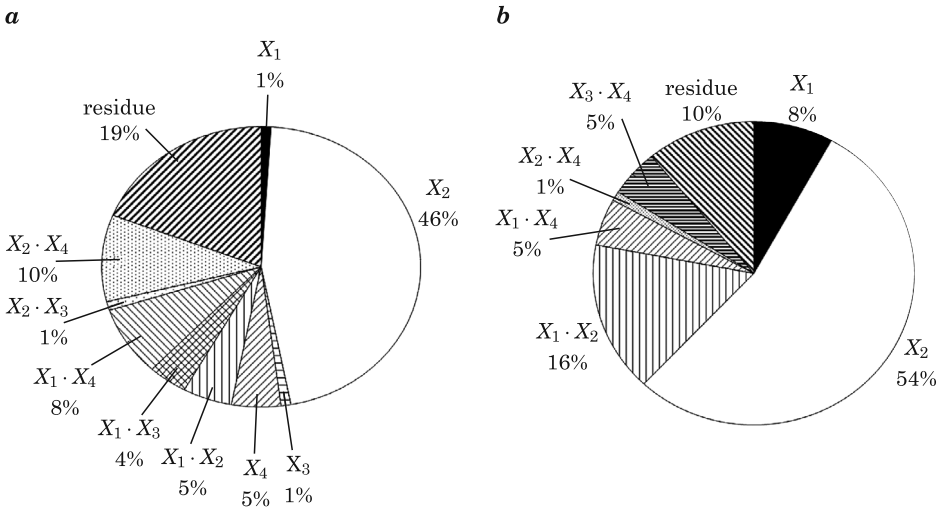 a
X₁
1%
X₂
46%
X₃
1%
X₄
5%
X₁ · X₂
5%
X₁ · X₃
4%
X₁ · X₄
8%
X₂ · X₃
1%
X₂ · X₄
10%
residue
19%
b
X₁
8%
X₂
54%
X₁ · X₂
16%
X₁ · X₄
5%
X₂ · X₄
1%
X₃ · X₄
5%
residue
10%